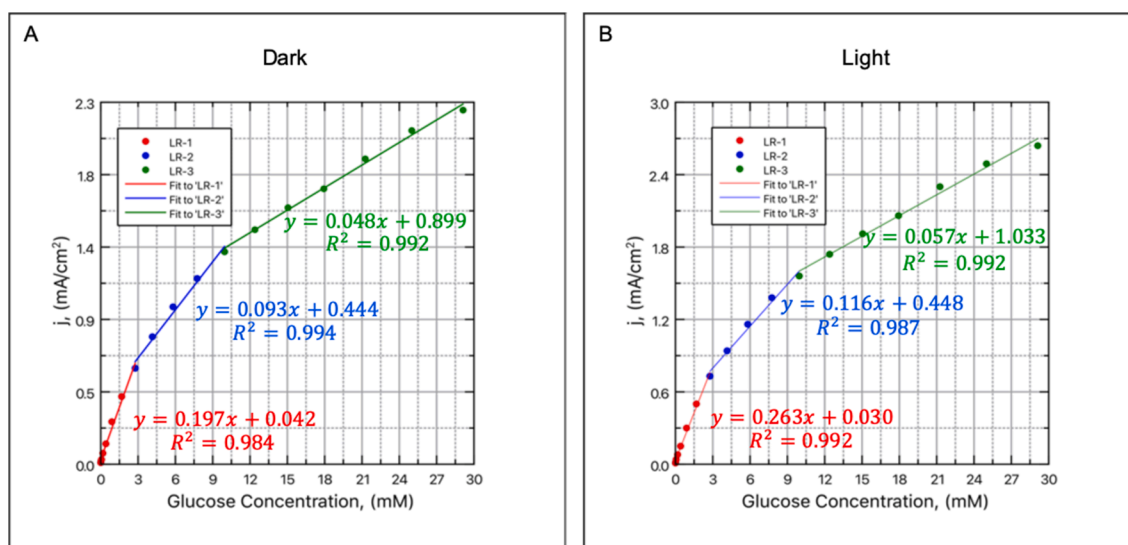 A
Dark
2.3
1.8
1.4
0.9
0.5
0.0
j, (mA/cm²)
LR-1
LR-2
LR-3
Fit to 'LR-1'
Fit to 'LR-2'
Fit to 'LR-3'
y = 0.048x + 0.899
R² = 0.992
y = 0.093x + 0.444
R² = 0.994
y = 0.197x + 0.042
R² = 0.984
0 3 6 9 12 15 18 21 24 27 30
Glucose Concentration, (mM)
B
Light
3.0
2.4
1.8
1.2
0.6
0.0
j, (mA/cm²)
LR-1
LR-2
LR-3
Fit to 'LR-1'
Fit to 'LR-2'
Fit to 'LR-3'
y = 0.057x + 1.033
R² = 0.992
y = 0.116x + 0.448
R² = 0.987
y = 0.263x + 0.030
R² = 0.992
0 3 6 9 12 15 18 21 24 27 30
Glucose Concentration, (mM)